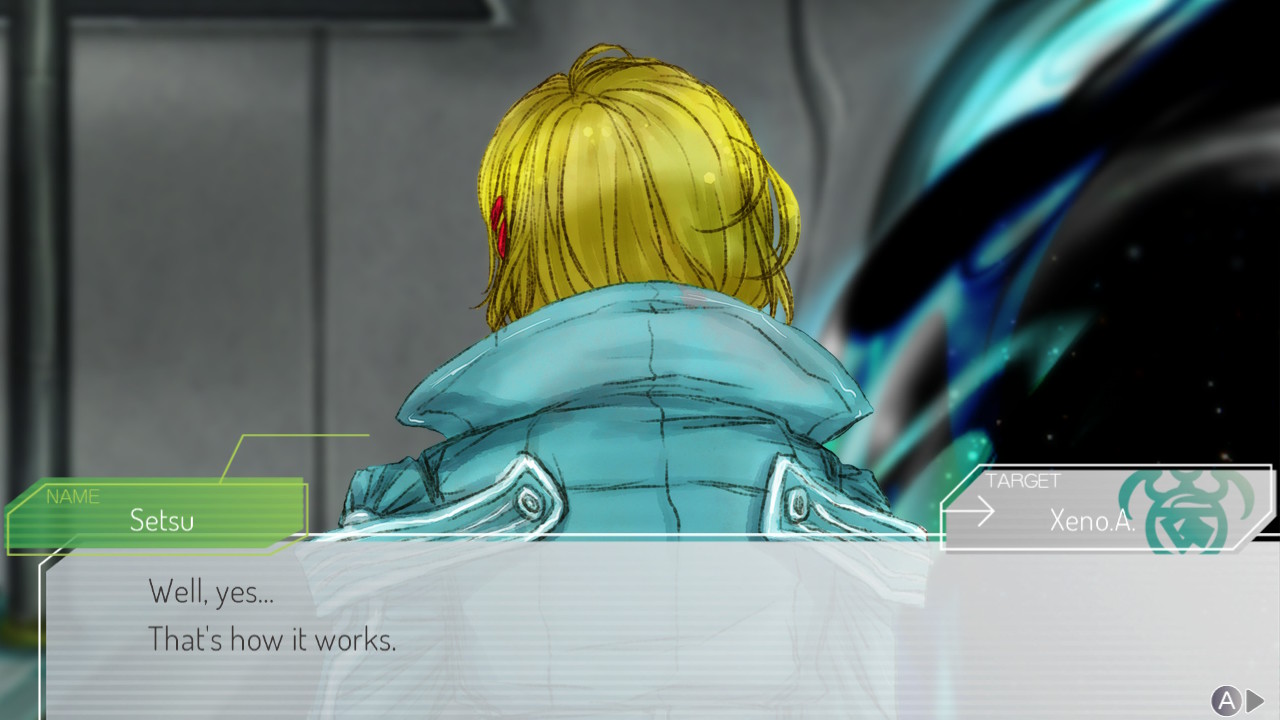 NAME
Setsu
TARGET
Xeno.A.
Well, yes...
That's how it works.
A